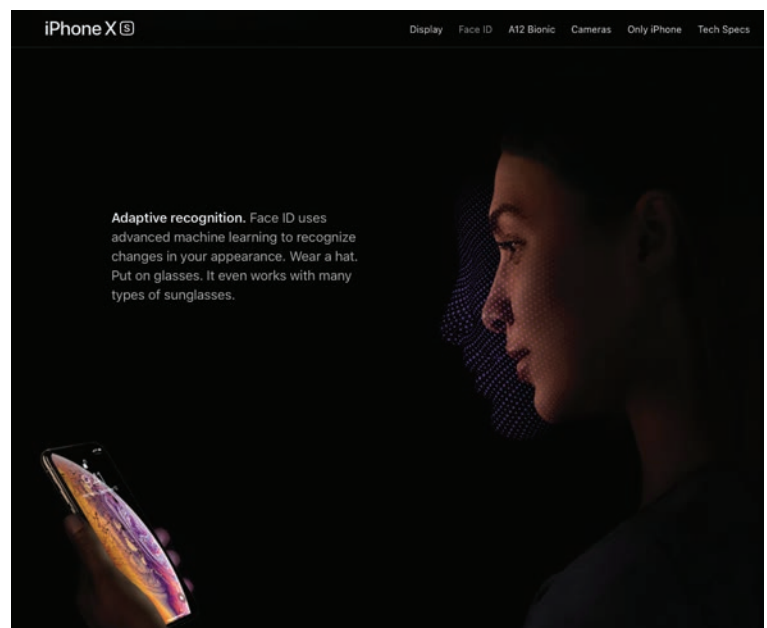 iPhone XS
Display Face ID A12 Bionic Cameras Only iPhone Tech Specs
Adaptive recognition. Face ID uses
advanced machine learning to recognize
changes in your appearance. Wear a hat.
Put on glasses. It even works with many
types of sunglasses.